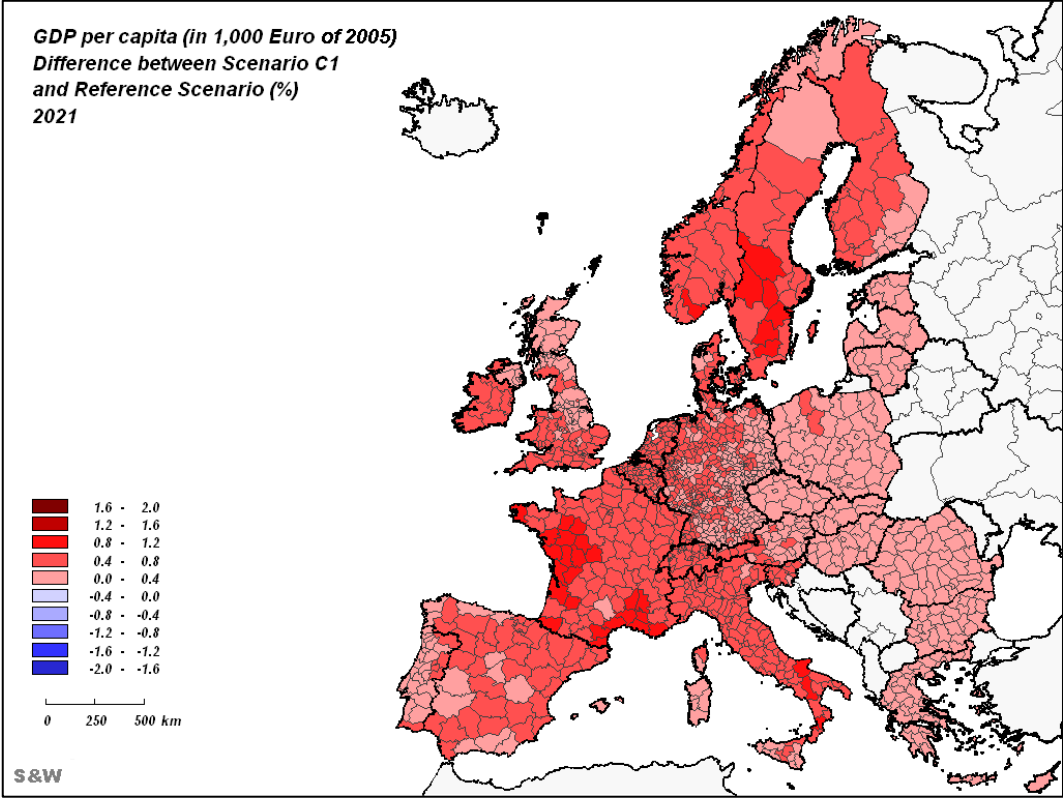 GDP per capita (in 1,000 Euro of 2005)
Difference between Scenario C1
and Reference Scenario (%)
2021
1.6 - 2.0
1.2 - 1.6
0.8 - 1.2
0.4 - 0.8
0.0 - 0.4
-0.4 - 0.0
-0.8 - -0.4
-1.2 - -0.8
-1.6 - -1.2
-2.0 - -1.6
0 250 500 km
S&W